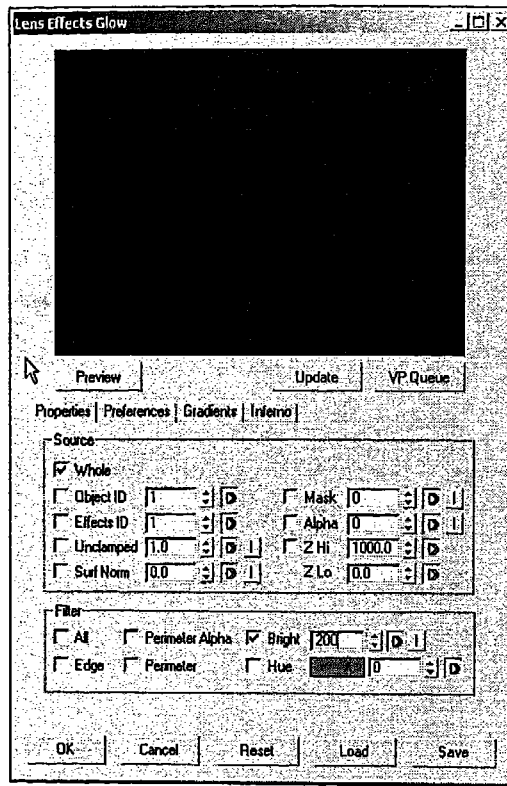 Lens Effects Glow
Preview Update VP Queue
Properties Preferences Gradients Inferno
Source
Whole
Object ID 1 Mask 0
Effects ID 1 Alpha 0 I
Unclamped 1.0 I Z Hi 1000.0
Surf Norm 0.0 I Z Lo 0.0
Filter
All Perimeter Alpha Bright 200 I
Edge Perimeter Hue 0
OK Cancel Reset Load Save